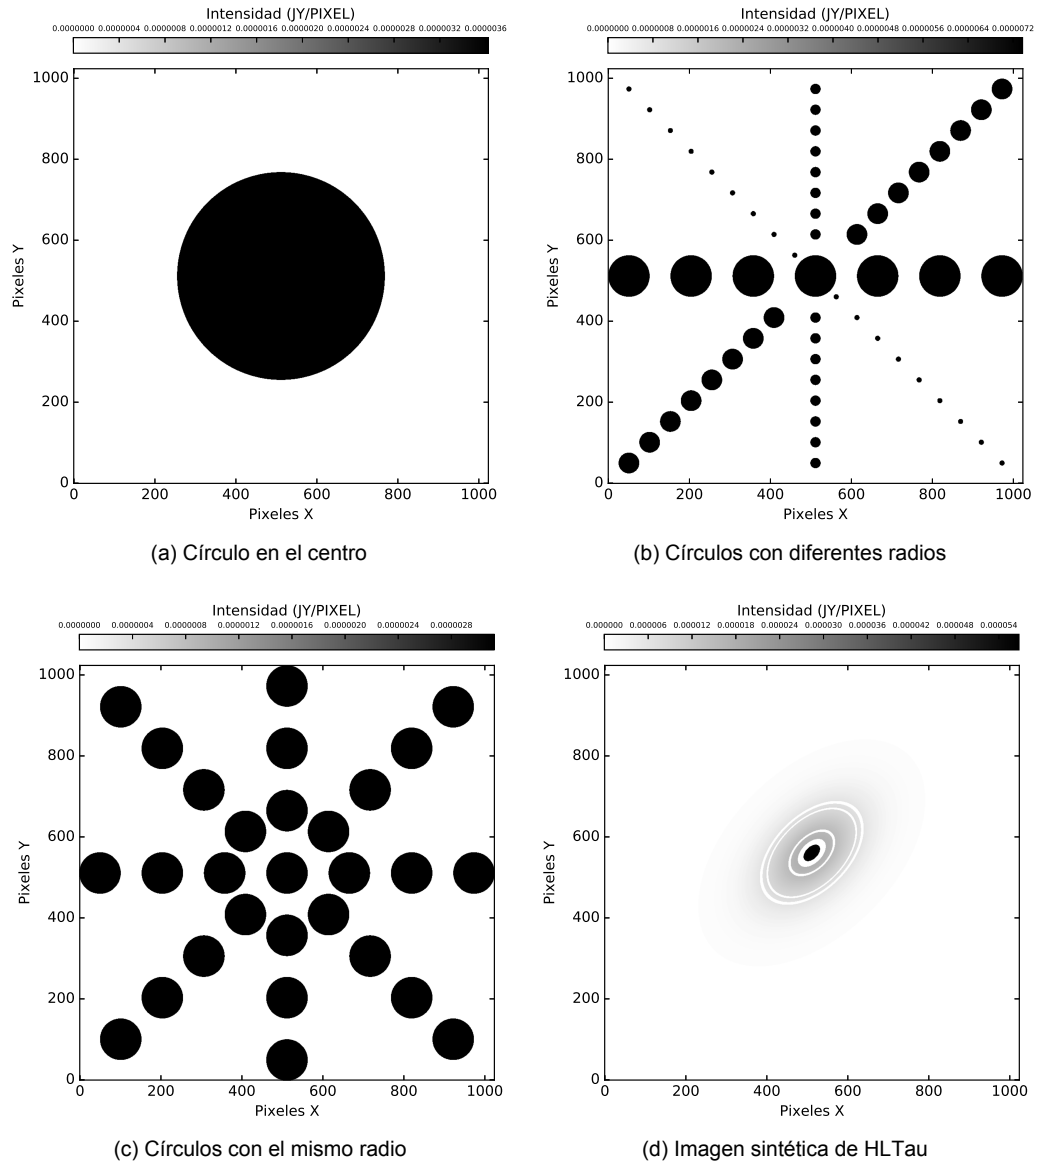 Intensidad (JY/PIXEL)
0.0000000 0.0000004 0.0000008 0.0000012 0.0000016 0.0000020 0.0000024 0.0000028 0.0000032 0.0000036
1000
800
600
400
200
0
Pixeles Y
0 200 400 600 800 1000
Pixeles X
(a) Círculo en el centro
Intensidad (JY/PIXEL)
0.0000000 0.0000008 0.0000016 0.0000024 0.0000032 0.0000040 0.0000048 0.0000056 0.0000064 0.0000072
1000
800
600
400
200
0
Pixeles Y
0 200 400 600 800 1000
Pixeles X
(b) Círculos con diferentes radios
Intensidad (JY/PIXEL)
0.0000000 0.0000004 0.0000008 0.0000012 0.0000016 0.0000020 0.0000024 0.0000028
1000
800
600
400
200
0
Pixeles Y
0 200 400 600 800 1000
Pixeles X
(c) Círculos con el mismo radio
Intensidad (JY/PIXEL)
0.000000 0.000006 0.000012 0.000018 0.000024 0.000030 0.000036 0.000042 0.000048 0.000054
1000
800
600
400
200
0
Pixeles Y
0 200 400 600 800 1000
Pixeles X
(d) Imagen sintética de HLTau